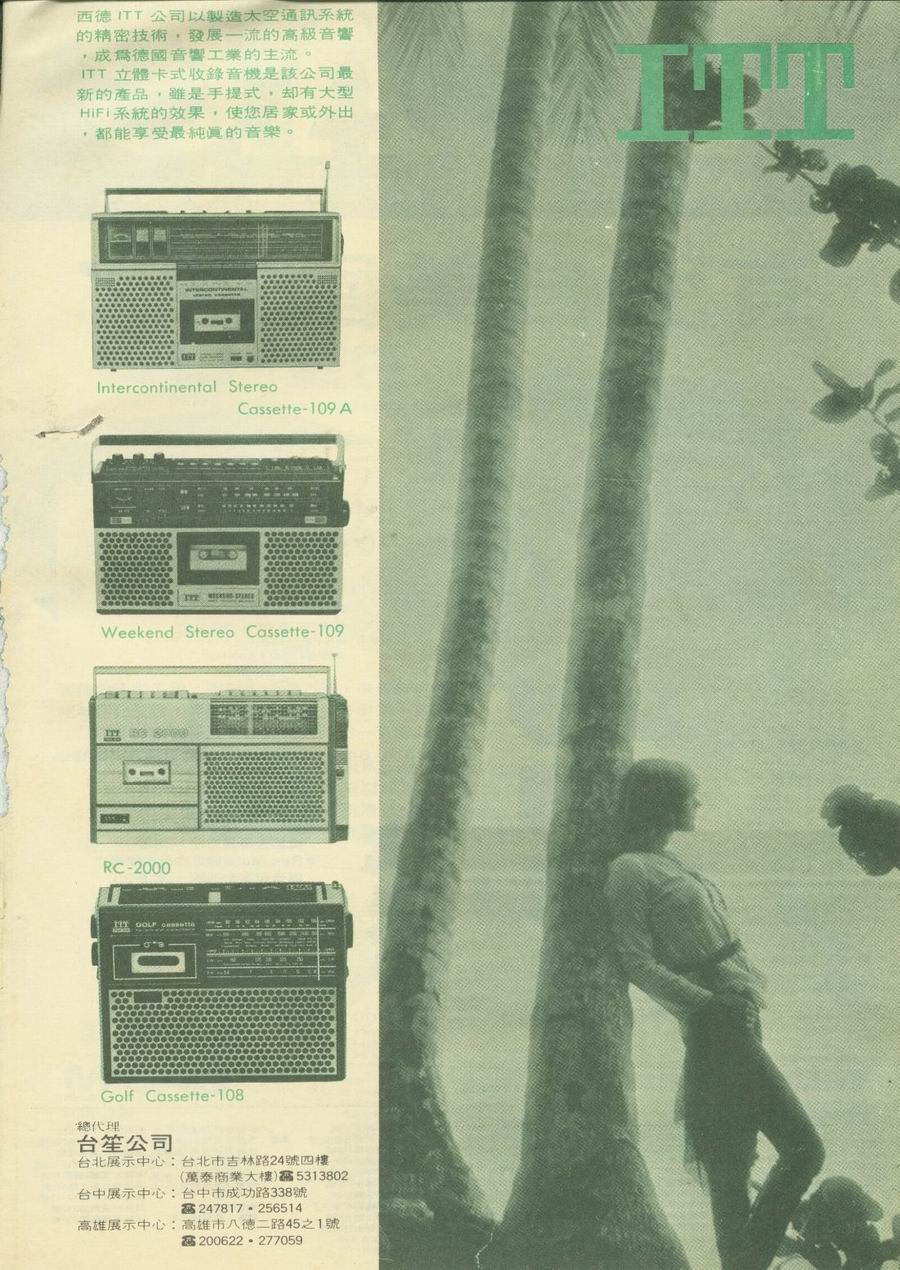 西德 ITT 公司以製造太空通訊系統
的精密技術，發展一流的高級音響
，成爲德國音響工業的主流。
ITT 立體卡式收錄音機是該公司最
新的產品，雖是手提式，却有大型
HiFi 系統的效果，使您居家或外出
，都能享受最純眞的音樂。
ITT
INTERCONTINENTAL
STEREO CASSETTE
ITT
Intercontinental Stereo
Cassette-109 A
ITT WEEKEND-STEREO
Weekend Stereo Cassette-109
ITT RC 2000
RC-2000
ITT GOLF cassette
Golf Cassette-108
總代理
台笙公司
台北展示中心：台北市吉林路24號四樓
(萬泰商業大樓)☎5313802
台中展示中心：台中市成功路338號
☎247817・256514
高雄展示中心：高雄市八德二路45之1號
☎200622・277059